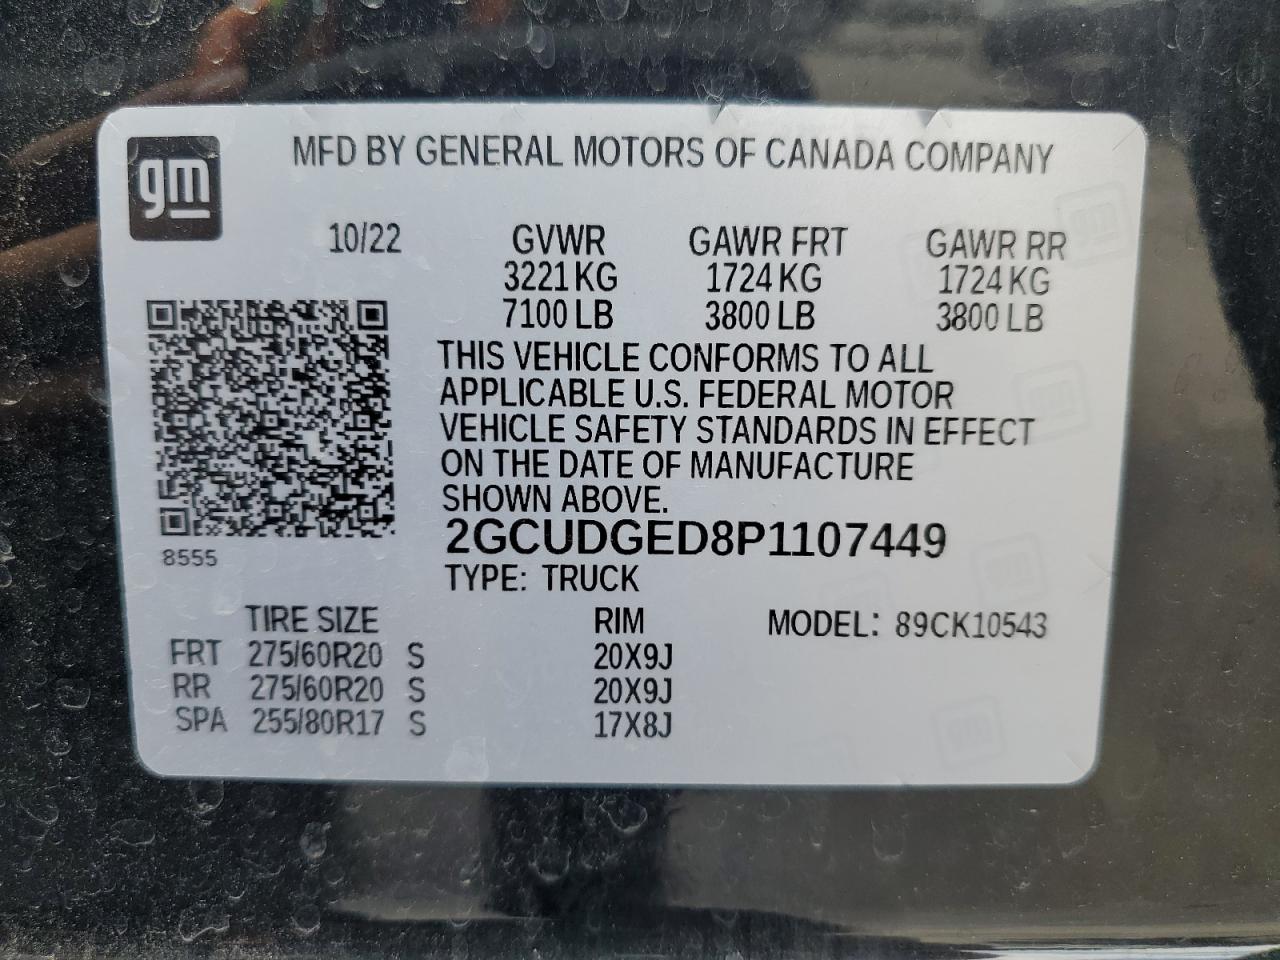 gm
MFD BY GENERAL MOTORS OF CANADA COMPANY
10/22 GVWR GAWR FRT GAWR RR
3221 KG 1724 KG 1724 KG
7100 LB 3800 LB 3800 LB
THIS VEHICLE CONFORMS TO ALL
APPLICABLE U.S. FEDERAL MOTOR
VEHICLE SAFETY STANDARDS IN EFFECT
ON THE DATE OF MANUFACTURE
SHOWN ABOVE.
2GCUDGED8P1107449
8555
TYPE: TRUCK
TIRE SIZE RIM MODEL: 89CK10543
FRT 275/60R20 S 20X9J
RR 275/60R20 S 20X9J
SPA 255/80R17 S 17X8J